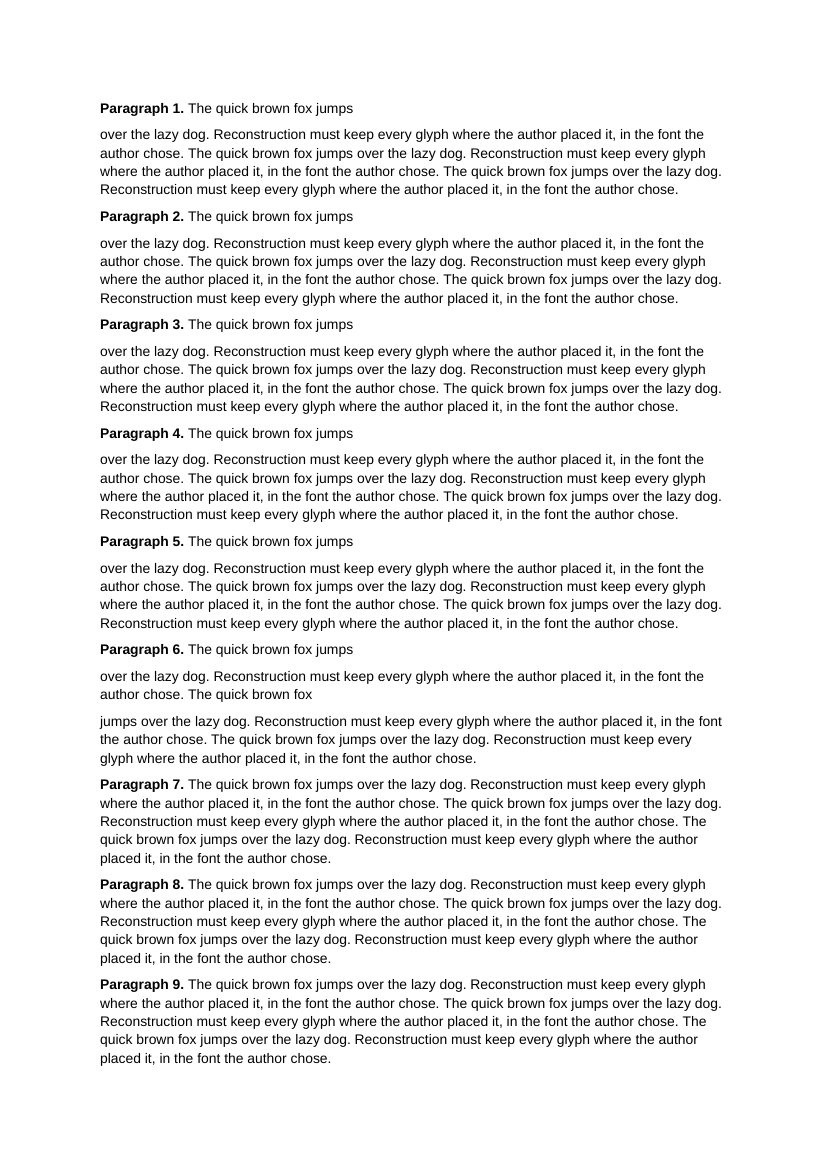 Paragraph 1. The quick brown fox jumps
over the lazy dog. Reconstruction must keep every glyph where the author placed it, in the font the
author chose. The quick brown fox jumps over the lazy dog. Reconstruction must keep every glyph
where the author placed it, in the font the author chose. The quick brown fox jumps over the lazy dog.
Reconstruction must keep every glyph where the author placed it, in the font the author chose.
Paragraph 2. The quick brown fox jumps
over the lazy dog. Reconstruction must keep every glyph where the author placed it, in the font the
author chose. The quick brown fox jumps over the lazy dog. Reconstruction must keep every glyph
where the author placed it, in the font the author chose. The quick brown fox jumps over the lazy dog.
Reconstruction must keep every glyph where the author placed it, in the font the author chose.
Paragraph 3. The quick brown fox jumps
over the lazy dog. Reconstruction must keep every glyph where the author placed it, in the font the
author chose. The quick brown fox jumps over the lazy dog. Reconstruction must keep every glyph
where the author placed it, in the font the author chose. The quick brown fox jumps over the lazy dog.
Reconstruction must keep every glyph where the author placed it, in the font the author chose.
Paragraph 4. The quick brown fox jumps
over the lazy dog. Reconstruction must keep every glyph where the author placed it, in the font the
author chose. The quick brown fox jumps over the lazy dog. Reconstruction must keep every glyph
where the author placed it, in the font the author chose. The quick brown fox jumps over the lazy dog.
Reconstruction must keep every glyph where the author placed it, in the font the author chose.
Paragraph 5. The quick brown fox jumps
over the lazy dog. Reconstruction must keep every glyph where the author placed it, in the font the
author chose. The quick brown fox jumps over the lazy dog. Reconstruction must keep every glyph
where the author placed it, in the font the author chose. The quick brown fox jumps over the lazy dog.
Reconstruction must keep every glyph where the author placed it, in the font the author chose.
Paragraph 6. The quick brown fox jumps
over the lazy dog. Reconstruction must keep every glyph where the author placed it, in the font the
author chose. The quick brown fox
jumps over the lazy dog. Reconstruction must keep every glyph where the author placed it, in the font
the author chose. The quick brown fox jumps over the lazy dog. Reconstruction must keep every
glyph where the author placed it, in the font the author chose.
Paragraph 7. The quick brown fox jumps over the lazy dog. Reconstruction must keep every glyph
where the author placed it, in the font the author chose. The quick brown fox jumps over the lazy dog.
Reconstruction must keep every glyph where the author placed it, in the font the author chose. The
quick brown fox jumps over the lazy dog. Reconstruction must keep every glyph where the author
placed it, in the font the author chose.
Paragraph 8. The quick brown fox jumps over the lazy dog. Reconstruction must keep every glyph
where the author placed it, in the font the author chose. The quick brown fox jumps over the lazy dog.
Reconstruction must keep every glyph where the author placed it, in the font the author chose. The
quick brown fox jumps over the lazy dog. Reconstruction must keep every glyph where the author
placed it, in the font the author chose.
Paragraph 9. The quick brown fox jumps over the lazy dog. Reconstruction must keep every glyph
where the author placed it, in the font the author chose. The quick brown fox jumps over the lazy dog.
Reconstruction must keep every glyph where the author placed it, in the font the author chose. The
quick brown fox jumps over the lazy dog. Reconstruction must keep every glyph where the author
placed it, in the font the author chose.